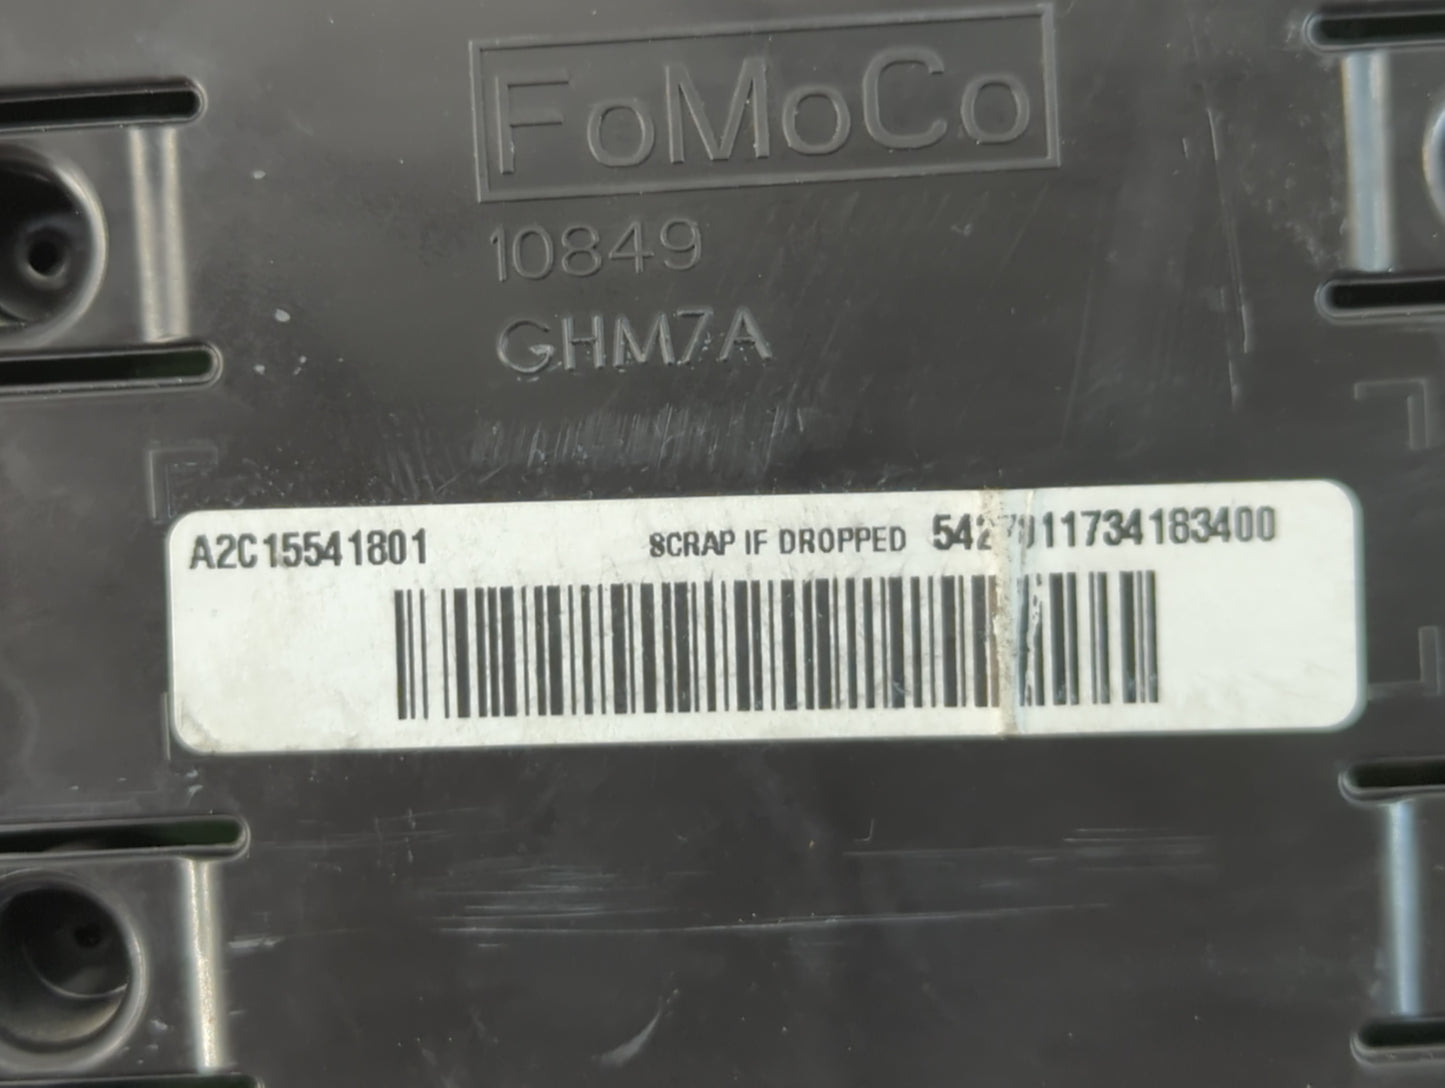 FoMoCo
10849
GHM7A
A2C15541801 SCRAP IF DROPPED